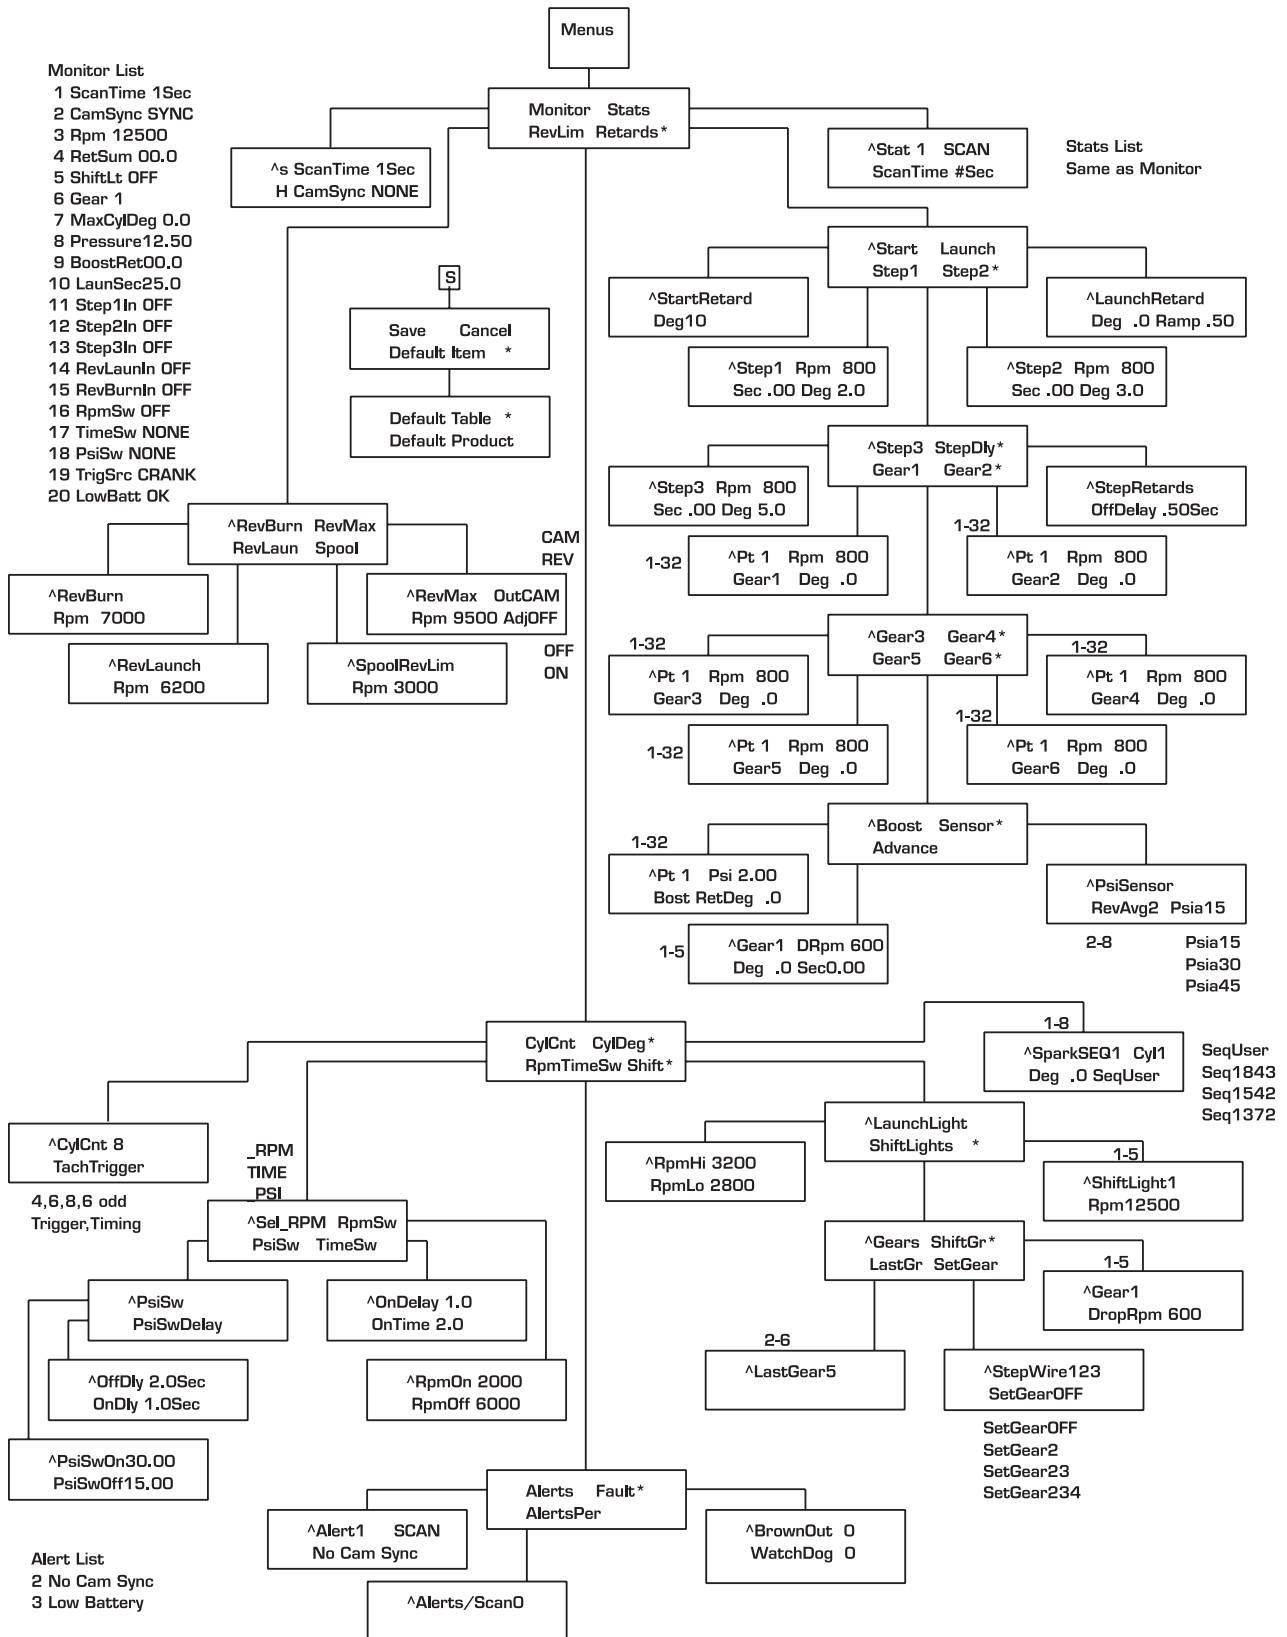 Menus
Monitor List
1 ScanTime 1Sec
2 CamSync SYNC
3 Rpm 12500
4 RetSum 00.0
5 ShiftLt OFF
6 Gear 1
7 MaxCylDeg 0.0
8 Pressure12.50
9 BoostRet00.0
10 LaunSec25.0
11 Step1In OFF
12 Step2In OFF
13 Step3In OFF
14 RevLaunIn OFF
15 RevBurnIn OFF
16 RpmSw OFF
17 TimeSw NONE
18 PsiSw NONE
19 TrigSrc CRANK
20 LowBatt OK
Monitor Stats
RevLim Retards*
^s ScanTime 1Sec
H CamSync NONE
^Stat 1 SCAN
ScanTime #Sec
Stats List
Same as Monitor
S
Save Cancel
Default Item *
Default Table *
Default Product
^Start Launch
Step1 Step2*
^StartRetard
Deg10
^LaunchRetard
Deg .0 Ramp .50
^Step1 Rpm 800
Sec .00 Deg 2.0
^Step2 Rpm 800
Sec .00 Deg 3.0
^Step3 StepDly*
Gear1 Gear2*
^Step3 Rpm 800
Sec .00 Deg 5.0
^StepRetards
OffDelay .50Sec
1-32
^Pt 1 Rpm 800
Gear1 Deg .0
1-32
^Pt 1 Rpm 800
Gear2 Deg .0
^RevBurn RevMax
RevLaun Spool
CAM
REV
^RevBurn
Rpm 7000
^RevMax OutCAM
Rpm 9500 AdjOFF
^RevLaunch
Rpm 6200
^SpoolRevLim
Rpm 3000
OFF
ON
^Gear3 Gear4*
Gear5 Gear6*
1-32
^Pt 1 Rpm 800
Gear3 Deg .0
1-32
^Pt 1 Rpm 800
Gear4 Deg .0
1-32
^Pt 1 Rpm 800
Gear5 Deg .0
1-32
^Pt 1 Rpm 800
Gear6 Deg .0
^Boost Sensor*
Advance
1-32
^Pt 1 Psi 2.00
Bost RetDeg .0
^PsiSensor
RevAvg2 Psia15
2-8
Psia15
Psia30
Psia45
1-5
^Gear1 DRpm 600
Deg .0 Sec0.00
CylCnt CylDeg*
RpmTimeSw Shift*
1-8
^SparkSEQ1 Cyl1
Deg .0 SeqUser
SeqUser
Seq1843
Seq1542
Seq1372
^CylCnt 8
TachTrigger
4,6,8,6 odd
Trigger,Timing
_RPM
TIME
_PSI
^Sel_RPM RpmSw
PsiSw TimeSw
^PsiSw
PsiSwDelay
^OnDelay 1.0
OnTime 2.0
^OffDly 2.0Sec
OnDly 1.0Sec
^RpmOn 2000
RpmOff 6000
^PsiSwOn30.00
PsiSwOff15.00
^LaunchLight
ShiftLights *
^RpmHi 3200
RpmLo 2800
1-5
^ShiftLight1
Rpm12500
^Gears ShiftGr*
LastGr SetGear
1-5
^Gear1
DropRpm 600
2-6
^LastGear5
^StepWire123
SetGearOFF
SetGearOFF
SetGear2
SetGear23
SetGear234
Alerts Fault*
AlertsPer
^Alert1 SCAN
No Cam Sync
^BrownOut 0
WatchDog 0
^Alerts/Scan0
Alert List
2 No Cam Sync
3 Low Battery